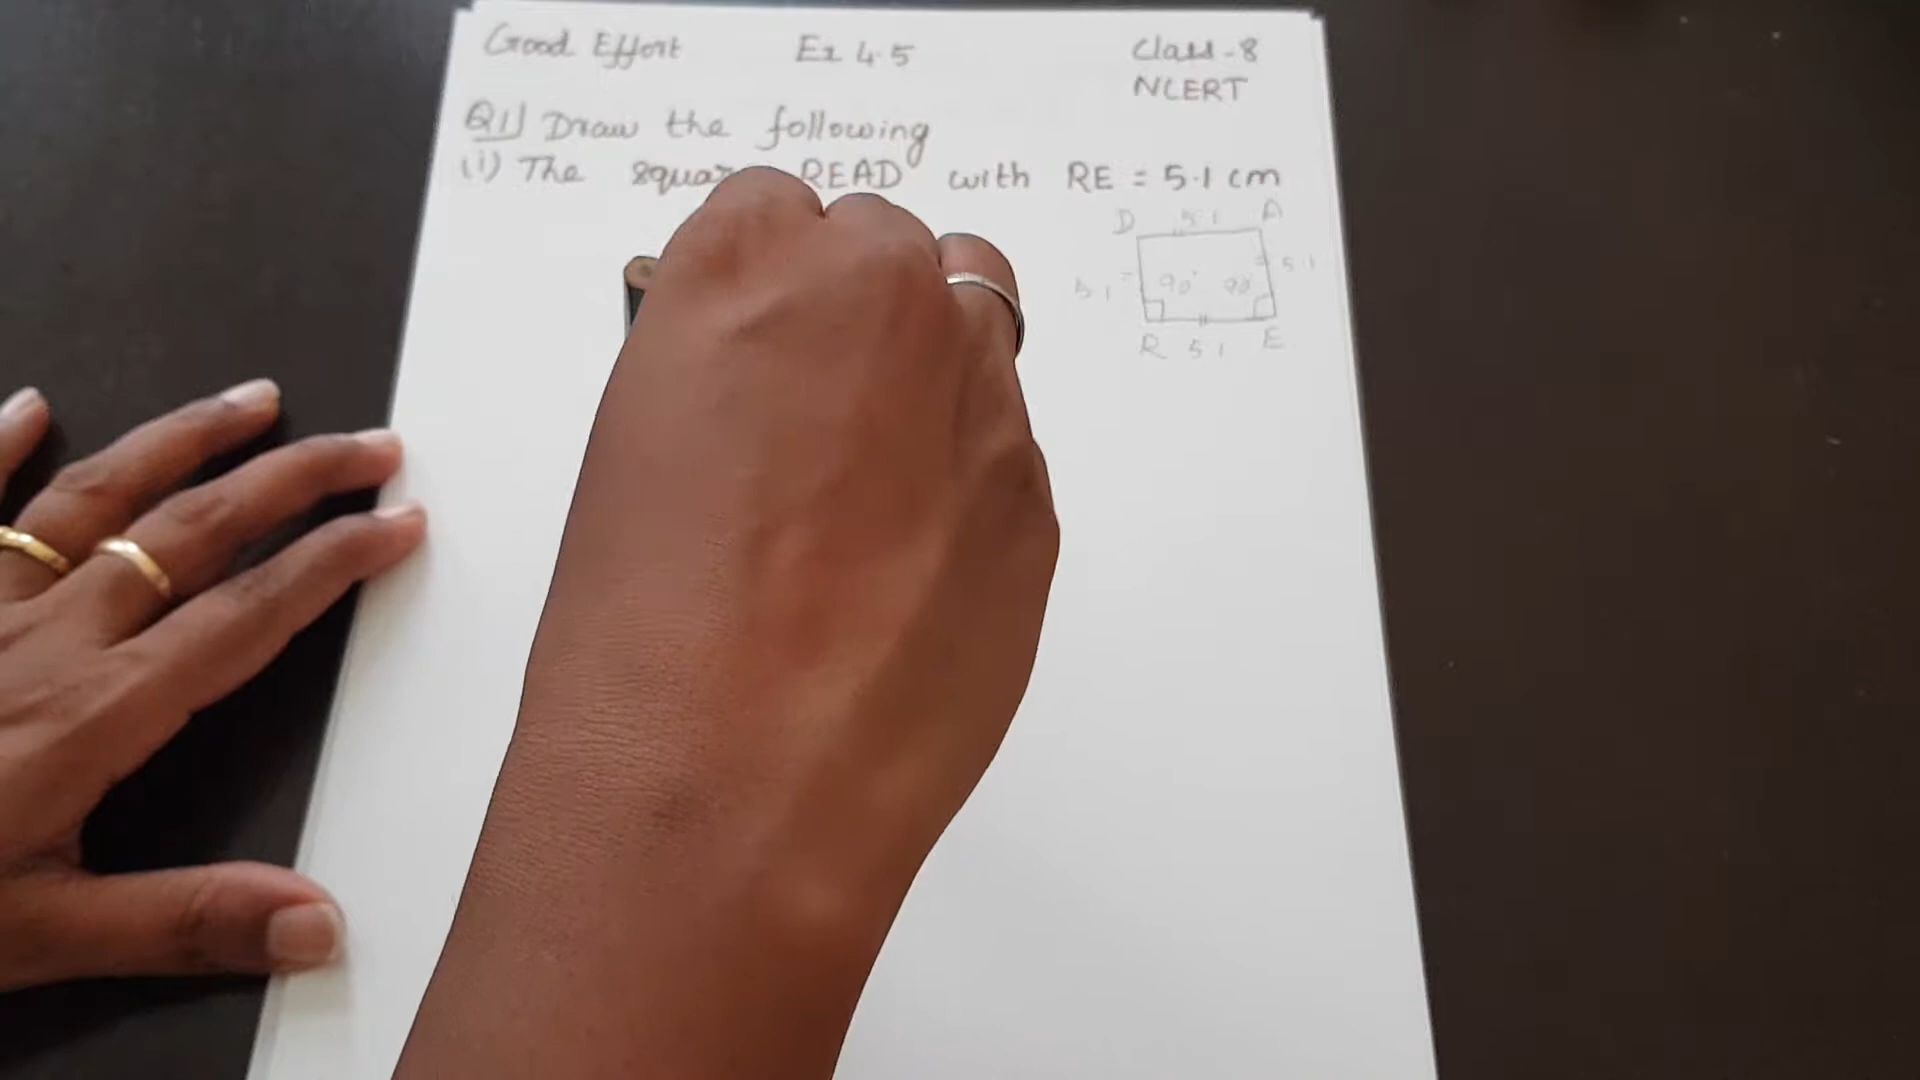 Good Effort Ex 4.5 Class-8
NCERT
Q1) Draw the following
(i) The square READ with RE = 5.1 cm
D 5.1 A
5.1 90° 90° 5.1
R 5.1 E